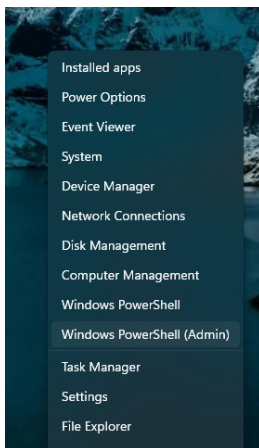 Installed apps
Power Options
Event Viewer
System
Device Manager
Network Connections
Disk Management
Computer Management
Windows PowerShell
Windows PowerShell (Admin)
Task Manager
Settings
File Explorer